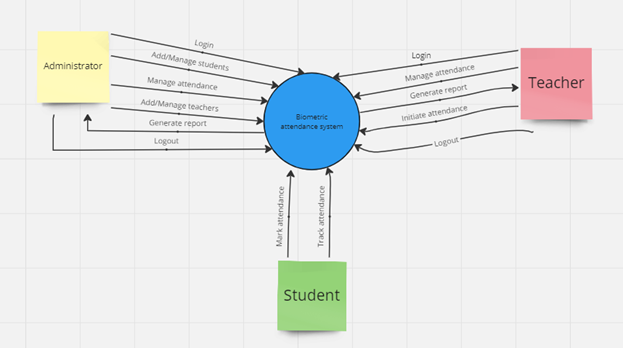 Administrator
Login
Add/Manage students
Manage attendance
Add/Manage teachers
Generate report
Logout
Biometric
attendance system
Login
Manage attendance
Generate report
Initiate attendance
Logout
Teacher
Mark attendance
Track attendance
Student